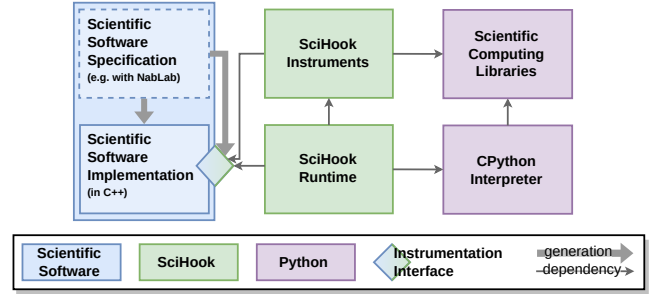 Scientific
Software
Specification
(e.g. with NabLab)
SciHook
Instruments
Scientific
Computing
Libraries
Scientific
Software
Implementation
(in C++)
SciHook
Runtime
CPython
Interpreter
Scientific
Software
SciHook
Python
Instrumentation
Interface
generation
dependency